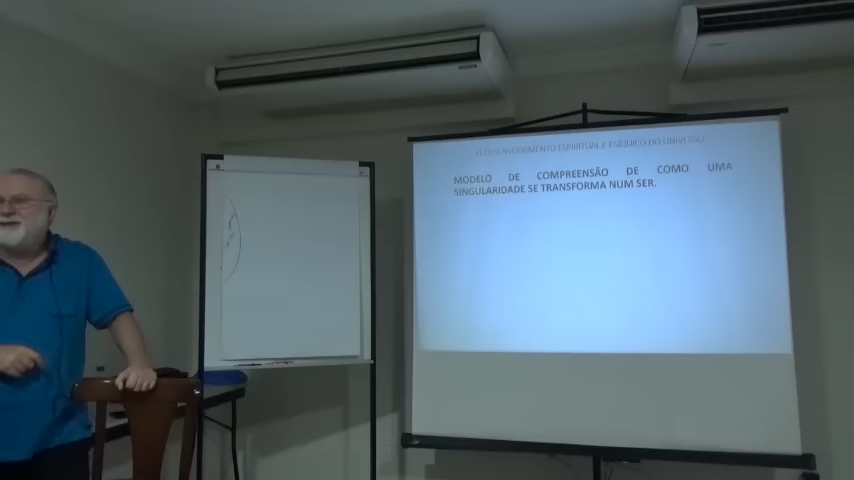 O DESENVOLVIMENTO ESPIRITUAL E PSÍQUICO DO UNIVERSO
MODELO DE COMPREENSÃO DE COMO UMA
SINGULARIDADE SE TRANSFORMA NUM SER.